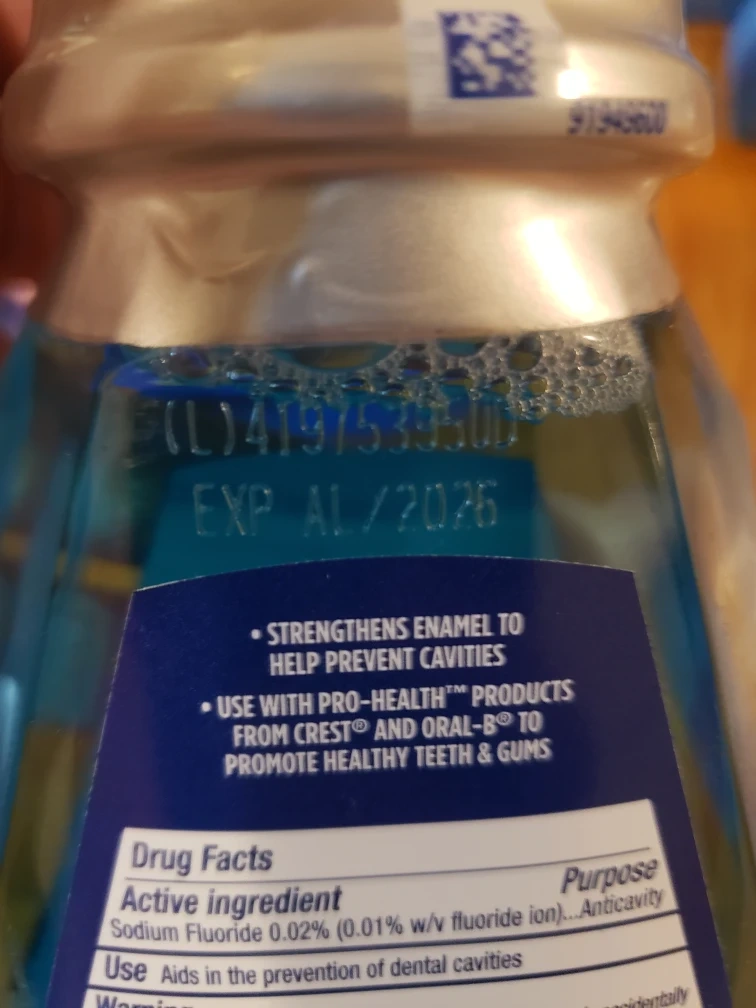 91949600
EXP AL/2026
• STRENGTHENS ENAMEL TO
HELP PREVENT CAVITIES
• USE WITH PRO-HEALTH™ PRODUCTS
FROM CREST® AND ORAL-B® TO
PROMOTE HEALTHY TEETH & GUMS
Drug Facts
Active ingredient Purpose
Sodium Fluoride 0.02% (0.01% w/v fluoride ion)...Anticavity
Use Aids in the prevention of dental cavities